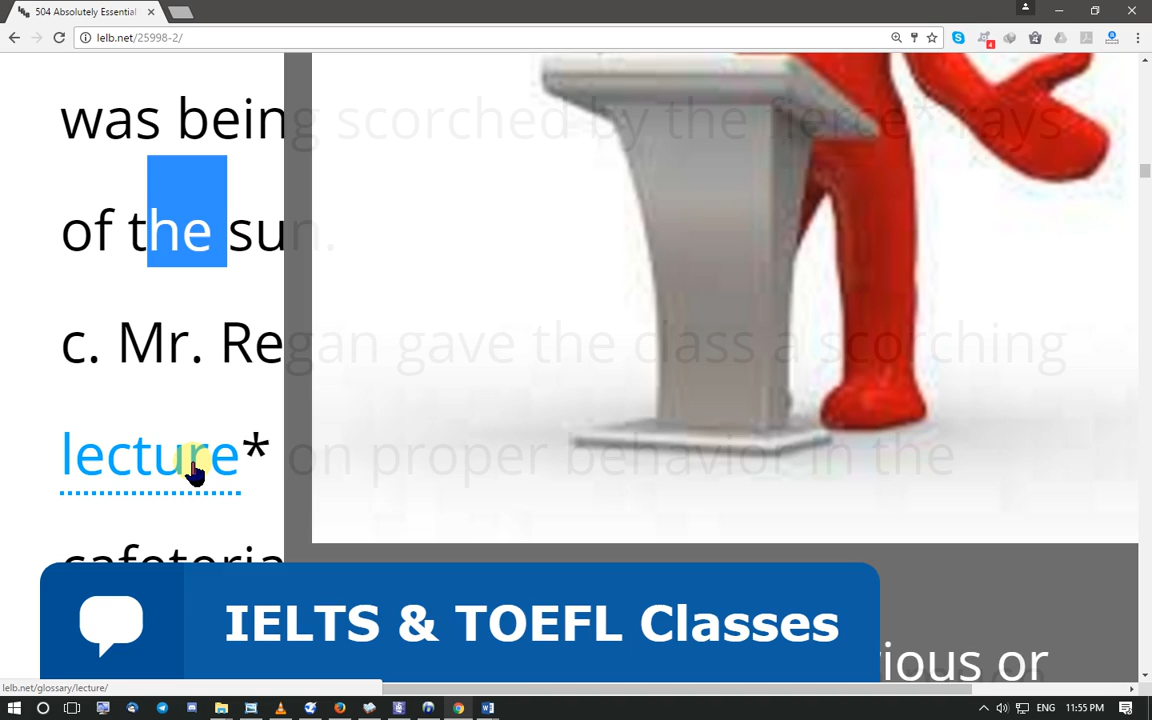 504 Absolutely Essential
lelb.net/25998-2/
4
was being scorched by the fierce* rays
of the sun.
c. Mr. Regan gave the class a scorching
lecture* on proper behavior in the
cafeteria
IELTS & TOEFL Classes
rious or
lelb.net/glossary/lecture/
ENG
11:55 PM